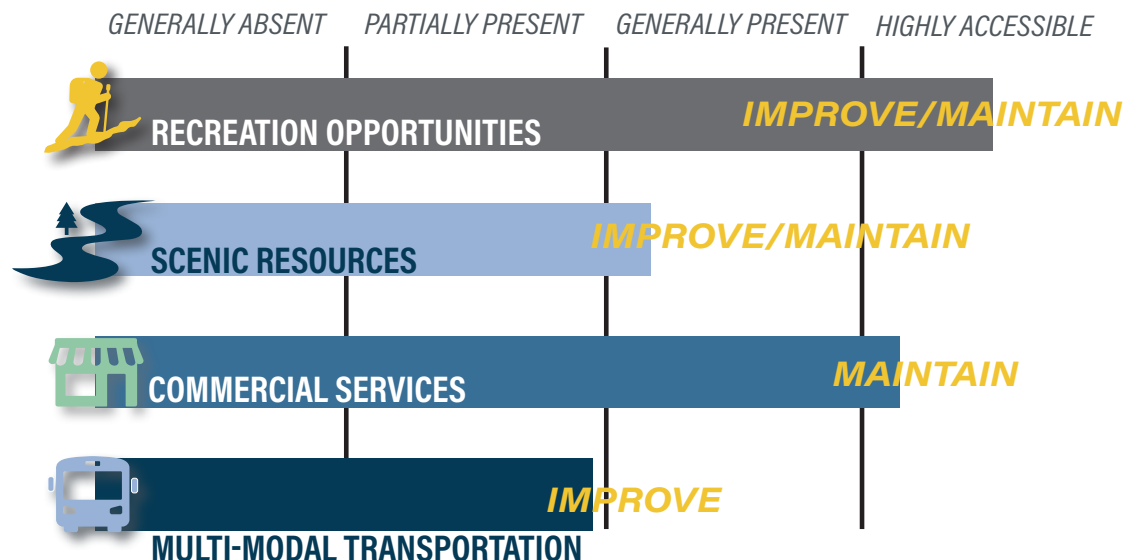 GENERALLY ABSENT PARTIALLY PRESENT GENERALLY PRESENT HIGHLY ACCESSIBLE
RECREATION OPPORTUNITIES IMPROVE/MAINTAIN
SCENIC RESOURCES IMPROVE/MAINTAIN
COMMERCIAL SERVICES MAINTAIN
IMPROVE
MULTI-MODAL TRANSPORTATION